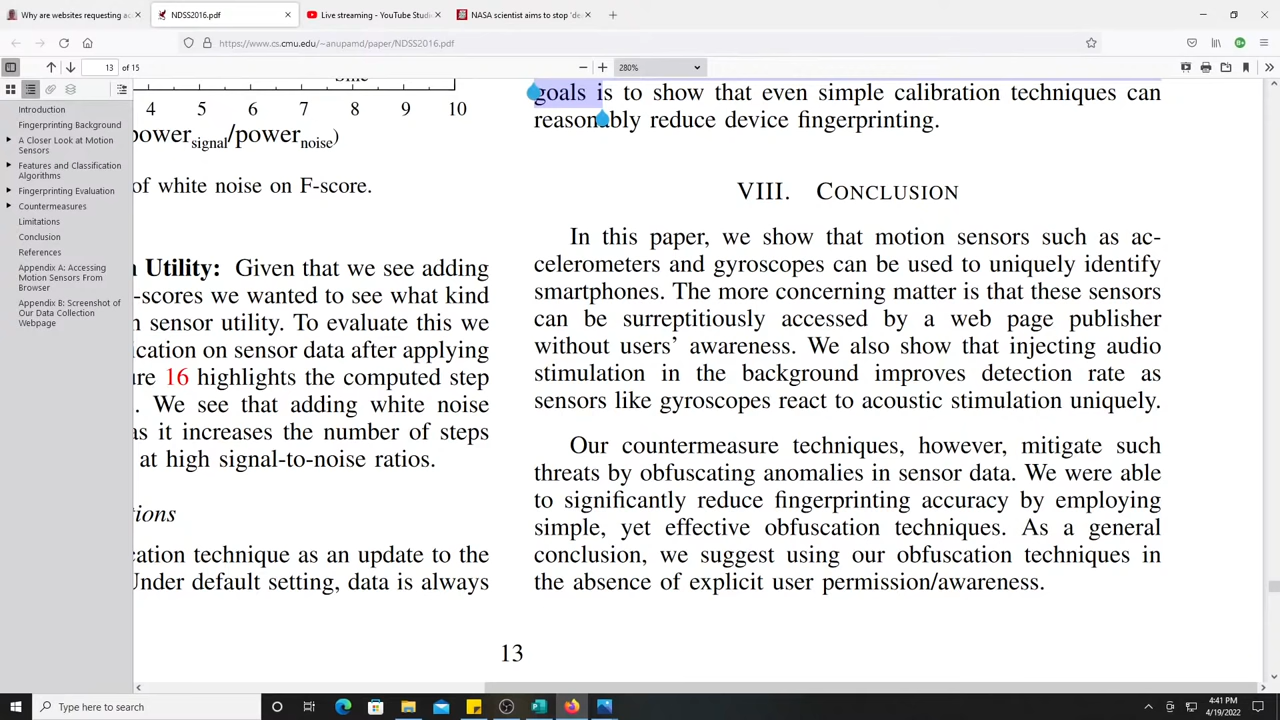 Why are websites requesting ac
NDSS2016.pdf
Live streaming - YouTube Studi
NASA scientist aims to stop 'de
https://www.cs.cmu.edu/~anupamd/paper/NDSS2016.pdf
13 of 15
280%
Introduction
Fingerprinting Background
A Closer Look at Motion
Sensors
Features and Classification
Algorithms
Fingerprinting Evaluation
Countermeasures
Limitations
Conclusion
References
Appendix A: Accessing
Motion Sensors From
Browser
Appendix B: Screenshot of
Our Data Collection
Webpage
4 5 6 7 8 9 10
power signal/power noise)
of white noise on F-score.
Utility: Given that we see adding
-scores we wanted to see what kind
sensor utility. To evaluate this we
ication on sensor data after applying
ure 16 highlights the computed step
. We see that adding white noise
as it increases the number of steps
at high signal-to-noise ratios.
tions
cation technique as an update to the
Under default setting, data is always
goals is to show that even simple calibration techniques can
reasonably reduce device fingerprinting.
VIII. CONCLUSION
In this paper, we show that motion sensors such as ac-
celerometers and gyroscopes can be used to uniquely identify
smartphones. The more concerning matter is that these sensors
can be surreptitiously accessed by a web page publisher
without users' awareness. We also show that injecting audio
stimulation in the background improves detection rate as
sensors like gyroscopes react to acoustic stimulation uniquely.
Our countermeasure techniques, however, mitigate such
threats by obfuscating anomalies in sensor data. We were able
to significantly reduce fingerprinting accuracy by employing
simple, yet effective obfuscation techniques. As a general
conclusion, we suggest using our obfuscation techniques in
the absence of explicit user permission/awareness.
13
Type here to search
4:41 PM
4/19/2022